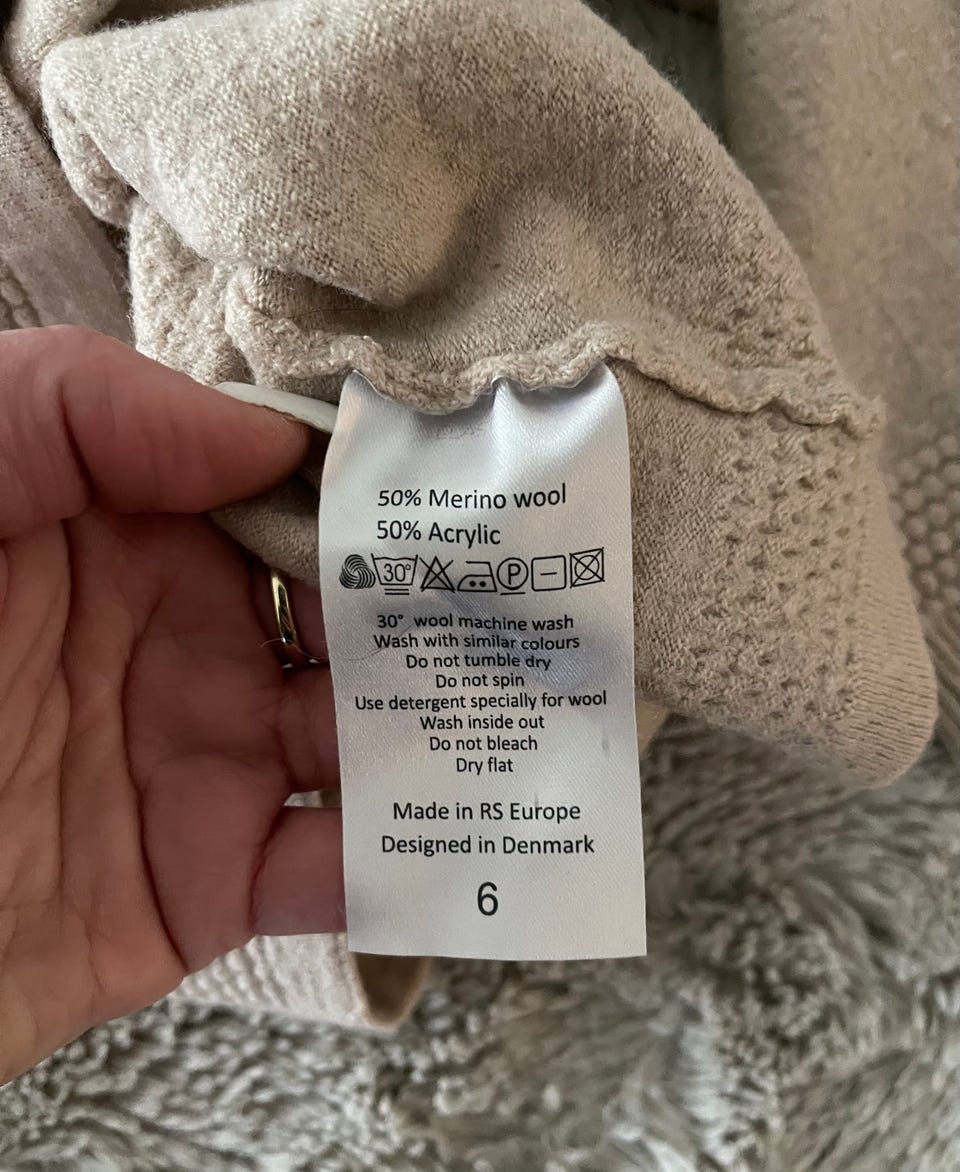 50% Merino wool
50% Acrylic
30° P
30° wool machine wash
Wash with similar colours
Do not tumble dry
Do not spin
Use detergent specially for wool
Wash inside out
Do not bleach
Dry flat
Made in RS Europe
Designed in Denmark
6